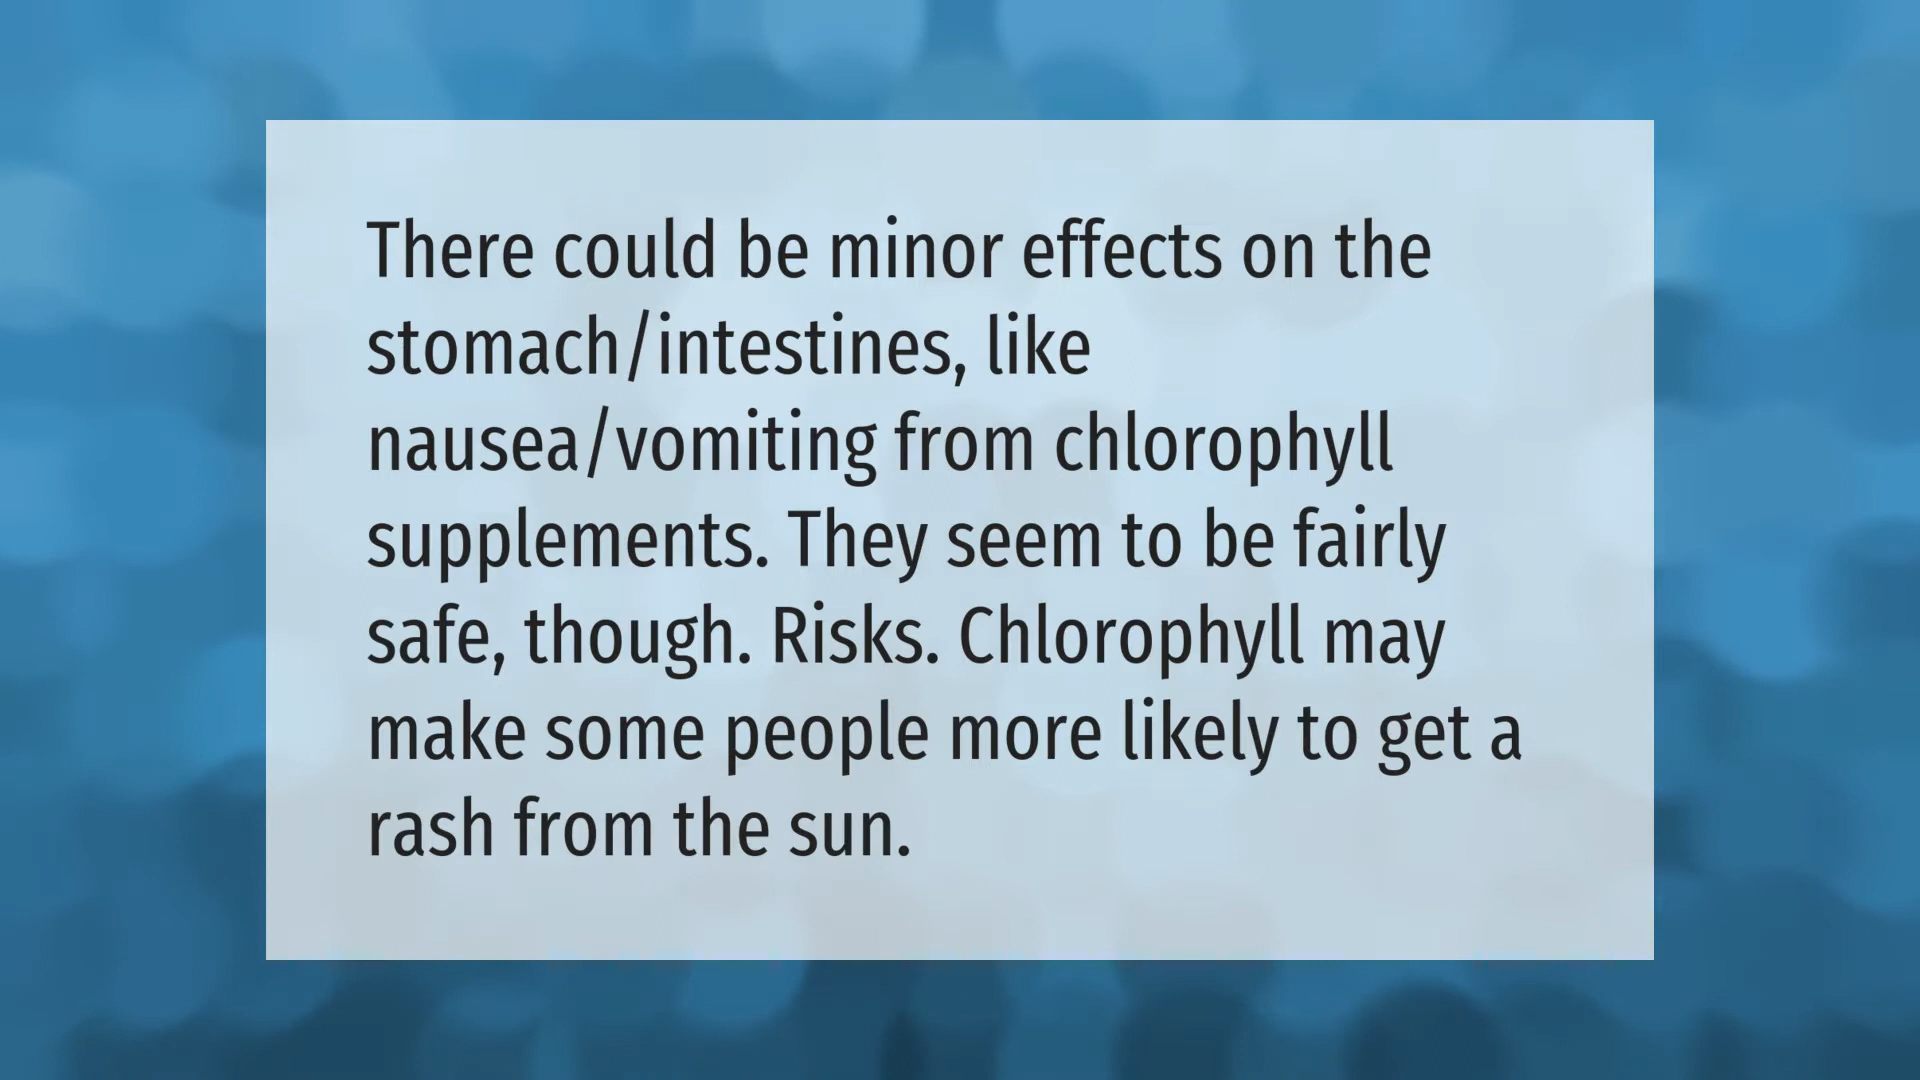 There could be minor effects on the
stomach/intestines, like
nausea/vomiting from chlorophyll
supplements. They seem to be fairly
safe, though. Risks. Chlorophyll may
make some people more likely to get a
rash from the sun.